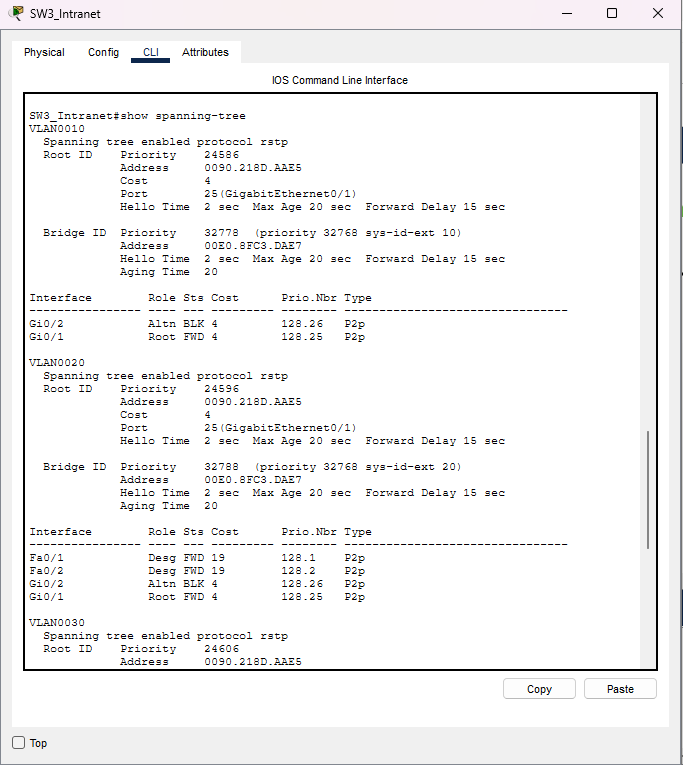 SW3_Intranet
Physical Config CLI Attributes
IOS Command Line Interface
SW3_Intranet#show spanning-tree
VLAN0010
  Spanning tree enabled protocol rstp
  Root ID    Priority    24586
             Address     0090.218D.AAE5
             Cost        4
             Port        25(GigabitEthernet0/1)
             Hello Time  2 sec  Max Age 20 sec  Forward Delay 15 sec

  Bridge ID  Priority    32778  (priority 32768 sys-id-ext 10)
             Address     00E0.8FC3.DAE7
             Hello Time  2 sec  Max Age 20 sec  Forward Delay 15 sec
             Aging Time  20

Interface        Role Sts Cost      Prio.Nbr Type
---------------- ---- --- --------- -------- --------------------------------
Gi0/2            Altn BLK 4         128.26   P2p
Gi0/1            Root FWD 4         128.25   P2p

VLAN0020
  Spanning tree enabled protocol rstp
  Root ID    Priority    24596
             Address     0090.218D.AAE5
             Cost        4
             Port        25(GigabitEthernet0/1)
             Hello Time  2 sec  Max Age 20 sec  Forward Delay 15 sec

  Bridge ID  Priority    32788  (priority 32768 sys-id-ext 20)
             Address     00E0.8FC3.DAE7
             Hello Time  2 sec  Max Age 20 sec  Forward Delay 15 sec
             Aging Time  20

Interface        Role Sts Cost      Prio.Nbr Type
---------------- ---- --- --------- -------- --------------------------------
Fa0/1            Desg FWD 19        128.1    P2p
Fa0/2            Desg FWD 19        128.2    P2p
Gi0/2            Altn BLK 4         128.26   P2p
Gi0/1            Root FWD 4         128.25   P2p

VLAN0030
  Spanning tree enabled protocol rstp
  Root ID    Priority    24606
             Address     0090.218D.AAE5
Copy Paste
Top